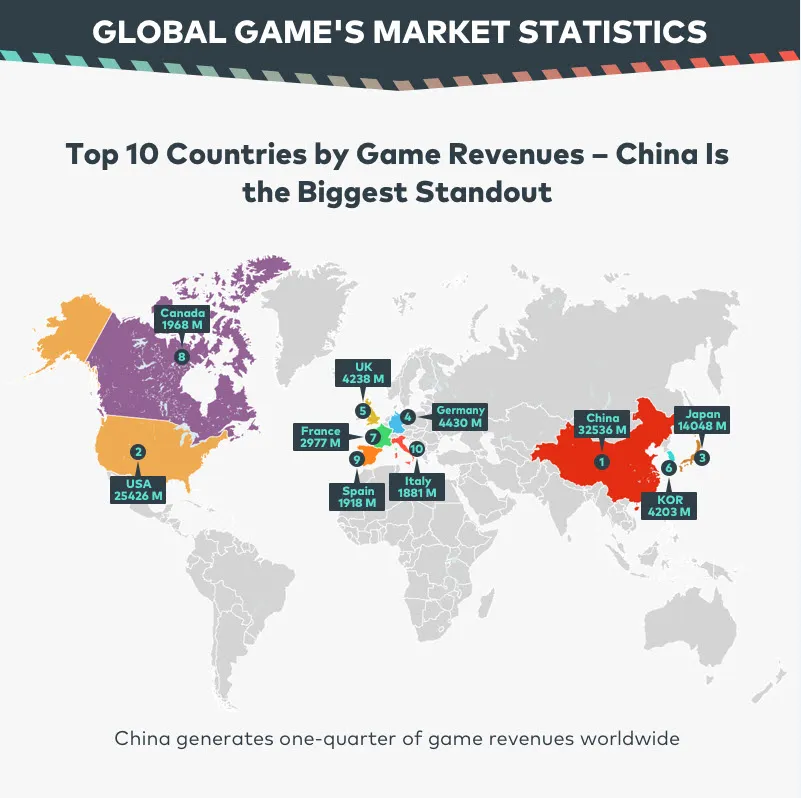 GLOBAL GAME'S MARKET STATISTICS
Top 10 Countries by Game Revenues – China Is
the Biggest Standout
Canada
1968 M
8
UK
4238 M
5
4
Germany
4430 M
France
2977 M
7
China
32536 M
1
Japan
14048 M
3
2
USA
25426 M
9
Spain
1918 M
10
Italy
1881 M
6
KOR
4203 M
China generates one-quarter of game revenues worldwide